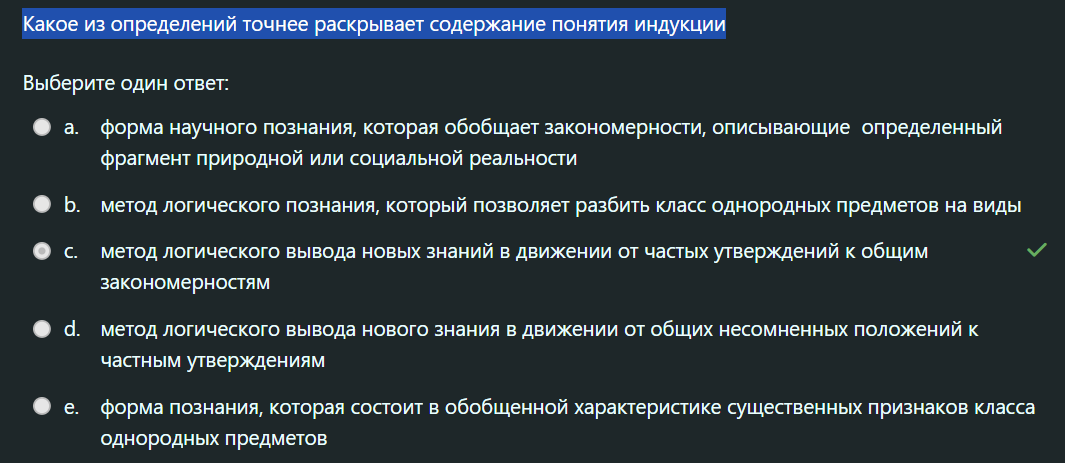 Какое из определений точнее раскрывает содержание понятия индукции
Выберите один ответ:
a. форма научного познания, которая обобщает закономерности, описывающие определенный
фрагмент природной или социальной реальности
b. метод логического познания, который позволяет разбить класс однородных предметов на виды
c. метод логического вывода новых знаний в движении от частых утверждений к общим
закономерностям
d. метод логического вывода нового знания в движении от общих несомненных положений к
частным утверждениям
e. форма познания, которая состоит в обобщенной характеристике существенных признаков класса
однородных предметов